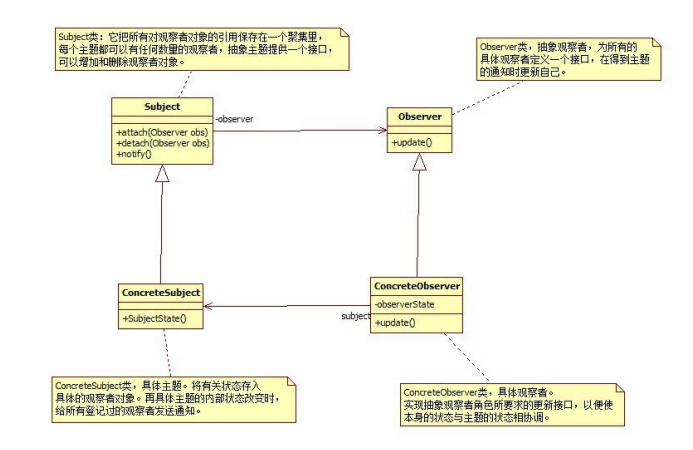 Subject类：它把所有对观察者对象的引用保存在一个聚集里，
每个主题都可以有任何数量的观察者，抽象主题提供一个接口，
可以增加和删除观察者对象。
Observer类，抽象观察者，为所有的
具体观察者定义一个接口，在得到主题
的通知时更新自己。
Subject
+attach(Observer obs)
+detach(Observer obs)
+notify()
-observer
Observer
+update()
ConcreteSubject
+SubjectState()
ConcreteObserver
-observerState
+update()
subject
ConcreteSubject类，具体主题。将有关状态存入
具体的观察者对象。再具体主题的内部状态改变时，
给所有登记过的观察者发送通知。
ConcreteObserver类，具体观察者。
实现抽象观察者角色所要求的更新接口，以便使
本身的状态与主题的状态相协调。